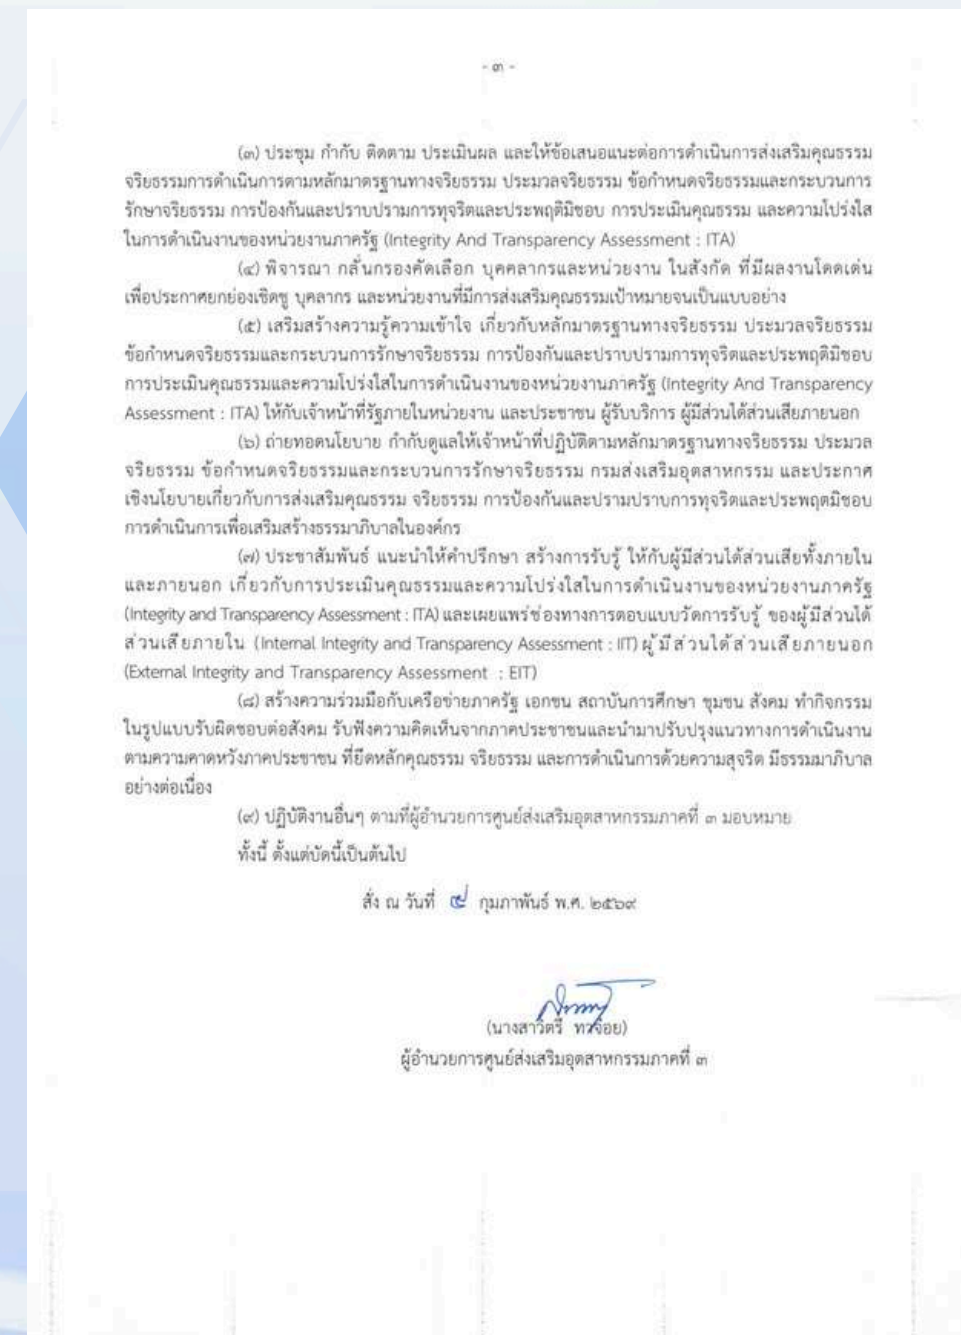 - ๓ -
(๓) ประชุม กำกับ ติดตาม ประเมินผล และให้ข้อเสนอแนะต่อการดำเนินการส่งเสริมคุณธรรม
จริยธรรมการดำเนินการตามหลักมาตรฐานทางจริยธรรม ประมวลจริยธรรม ข้อกำหนดจริยธรรมและกระบวนการ
รักษาจริยธรรม การป้องกันและปราบปรามการทุจริตและประพฤติมิชอบ การประเมินคุณธรรม และความโปร่งใส
ในการดำเนินงานของหน่วยงานภาครัฐ (Integrity And Transparency Assessment : ITA)
(๔) พิจารณา กลั่นกรองคัดเลือก บุคคลากรและหน่วยงาน ในสังกัด ที่มีผลงานโดดเด่น
เพื่อประกาศยกย่องเชิดชู บุคลากร และหน่วยงานที่มีการส่งเสริมคุณธรรมเป้าหมายจนเป็นแบบอย่าง
(๕) เสริมสร้างความรู้ความเข้าใจ เกี่ยวกับหลักมาตรฐานทางจริยธรรม ประมวลจริยธรรม
ข้อกำหนดจริยธรรมและกระบวนการรักษาจริยธรรม การป้องกันและปราบปรามการทุจริตและประพฤติมิชอบ
การประเมินคุณธรรมและความโปร่งใสในการดำเนินงานของหน่วยงานภาครัฐ (Integrity And Transparency
Assessment : ITA) ให้กับเจ้าหน้าที่รัฐภายในหน่วยงาน และประชาชน ผู้รับบริการ ผู้มีส่วนได้ส่วนเสียภายนอก
(๖) ถ่ายทอดนโยบาย กำกับดูแลให้เจ้าหน้าที่ปฏิบัติตามหลักมาตรฐานทางจริยธรรม ประมวล
จริยธรรม ข้อกำหนดจริยธรรมและกระบวนการรักษาจริยธรรม กรมส่งเสริมอุตสาหกรรม และประกาศ
เชิงนโยบายเกี่ยวกับการส่งเสริมคุณธรรม จริยธรรม การป้องกันและปรามปราบการทุจริตและประพฤตมิชอบ
การดำเนินการเพื่อเสริมสร้างธรรมาภิบาลในองค์กร
(๗) ประชาสัมพันธ์ แนะนำให้คำปรึกษา สร้างการรับรู้ ให้กับผู้มีส่วนได้ส่วนเสียทั้งภายใน
และภายนอก เกี่ยวกับการประเมินคุณธรรมและความโปร่งใสในการดำเนินงานของหน่วยงานภาครัฐ
(Integrity and Transparency Assessment : ITA) และเผยแพร่ช่องทางการตอบแบบวัดการรับรู้ ของผู้มีส่วนได้
ส่วนเสียภายใน (Internal Integrity and Transparency Assessment : IIT) ผู้มีส่วนได้ส่วนเสียภายนอก
(External Integrity and Transparency Assessment : EIT)
(๘) สร้างความร่วมมือกับเครือข่ายภาครัฐ เอกชน สถาบันการศึกษา ชุมชน สังคม ทำกิจกรรม
ในรูปแบบรับผิดชอบต่อสังคม รับฟังความคิดเห็นจากภาคประชาชนและนำมาปรับปรุงแนวทางการดำเนินงาน
ตามความคาดหวังภาคประชาชน ที่ยึดหลักคุณธรรม จริยธรรม และการดำเนินการด้วยความสุจริต มีธรรมมาภิบาล
อย่างต่อเนื่อง
(๙) ปฏิบัติงานอื่นๆ ตามที่ผู้อำนวยการศูนย์ส่งเสริมอุตสาหกรรมภาคที่ ๓ มอบหมาย
ทั้งนี้ ตั้งแต่บัดนี้เป็นต้นไป
สั่ง ณ วันที่ ๙ กุมภาพันธ์ พ.ศ. ๒๕๖๙
(นางสาวิตรี ทวจ้อย)
ผู้อำนวยการศูนย์ส่งเสริมอุตสาหกรรมภาคที่ ๓